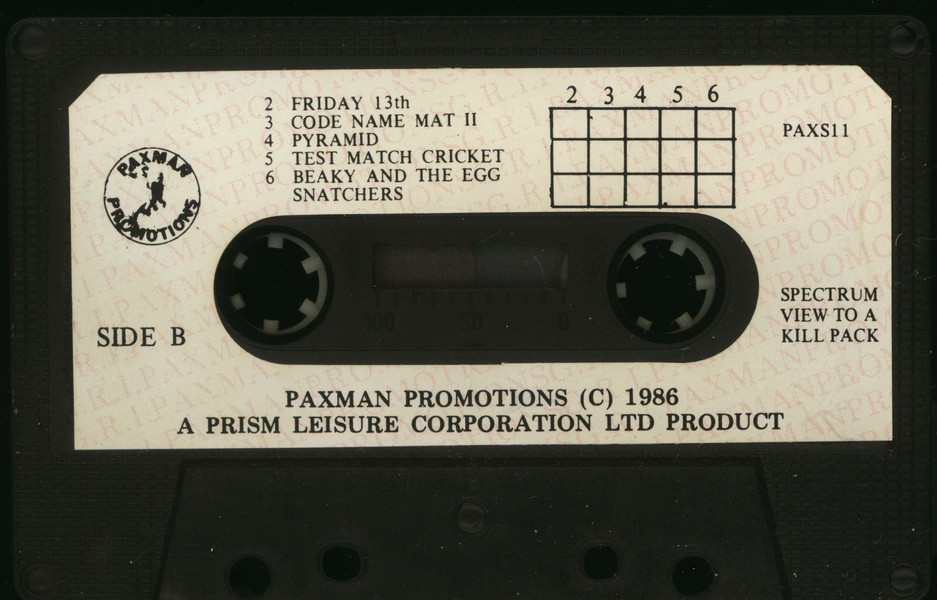 2 FRIDAY 13th
3 CODE NAME MAT II
4 PYRAMID
5 TEST MATCH CRICKET
6 BEAKY AND THE EGG
SNATCHERS
2 3 4 5 6
PAXS11
PAXMAN
PROMOTIONS
SIDE B
100 50 0
SPECTRUM
VIEW TO A
KILL PACK
PAXMAN PROMOTIONS (C) 1986
A PRISM LEISURE CORPORATION LTD PRODUCT